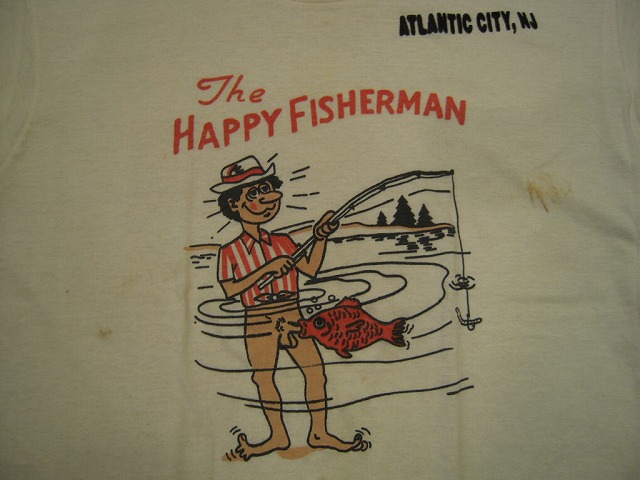 ATLANTIC CITY, NJ
The
HAPPY FISHERMAN